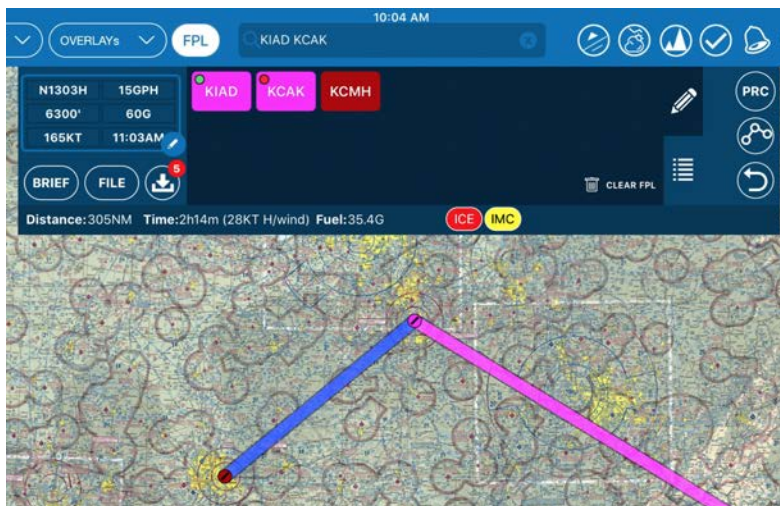 10:04 AM
OVERLAYs
FPL
KIAD KCAK
N1303H 15GPH
6300' 60G
165KT 11:03AM
KIAD KCAK KCMH
PRC
BRIEF FILE 5
CLEAR FPL
Distance:305NM Time:2h14m (28KT H/wind) Fuel:35.4G ICE IMC